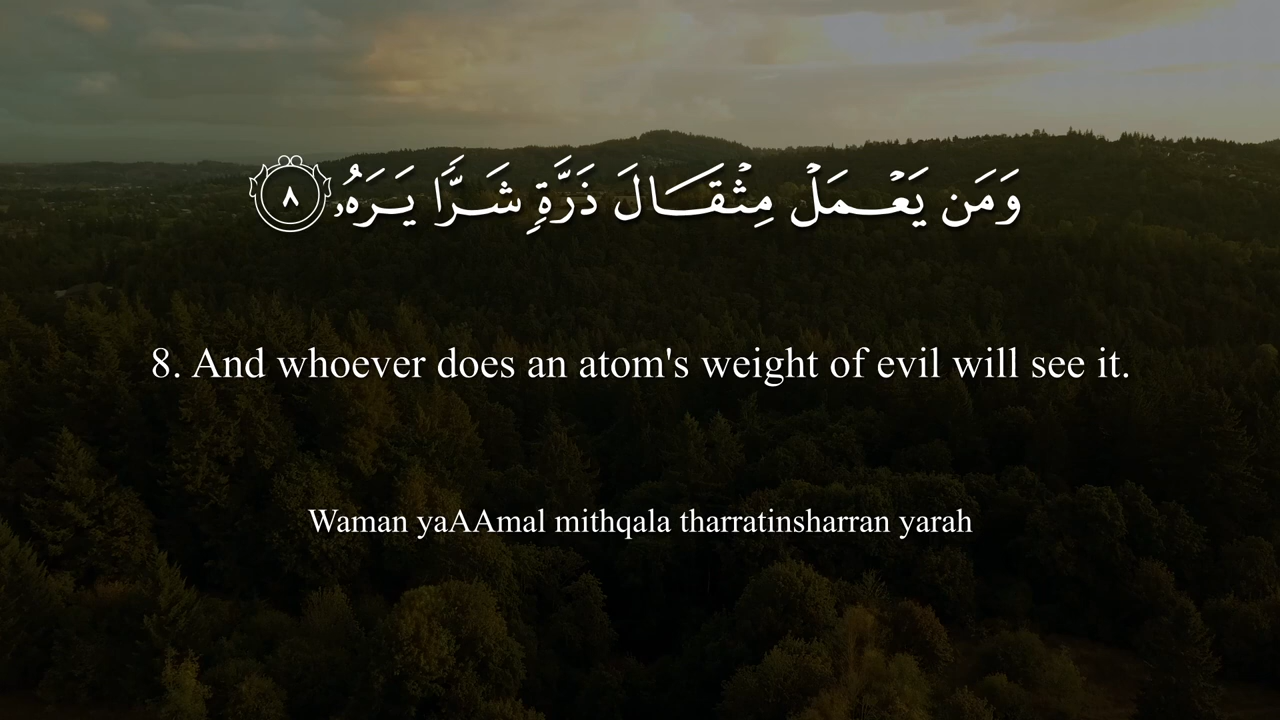 وَمَن يَعْمَلْ مِثْقَالَ ذَرَّةٍ شَرًّا يَرَهُۥ ٨
8. And whoever does an atom's weight of evil will see it.
Waman yaAAmal mithqala tharratinsharran yarah